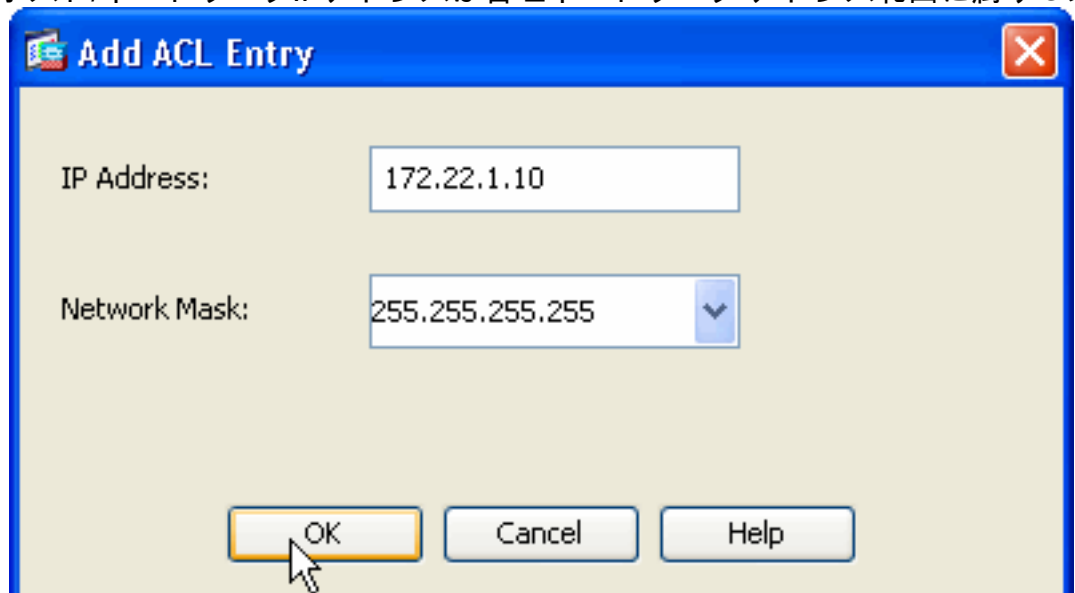 Add ACL Entry
IP Address:
172.22.1.10
Network Mask:
255.255.255.255
OK
Cancel
Help